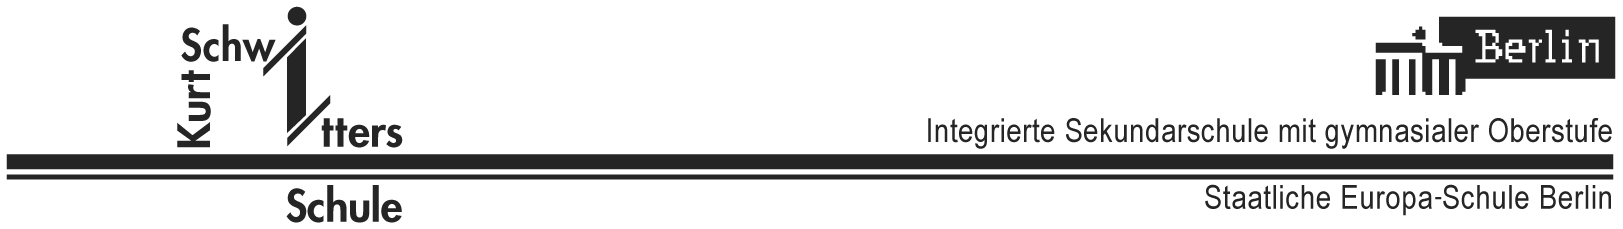 Kurt
Schwitters
Schule
Berlin
Integrierte Sekundarschule mit gymnasialer Oberstufe
Staatliche Europa-Schule Berlin